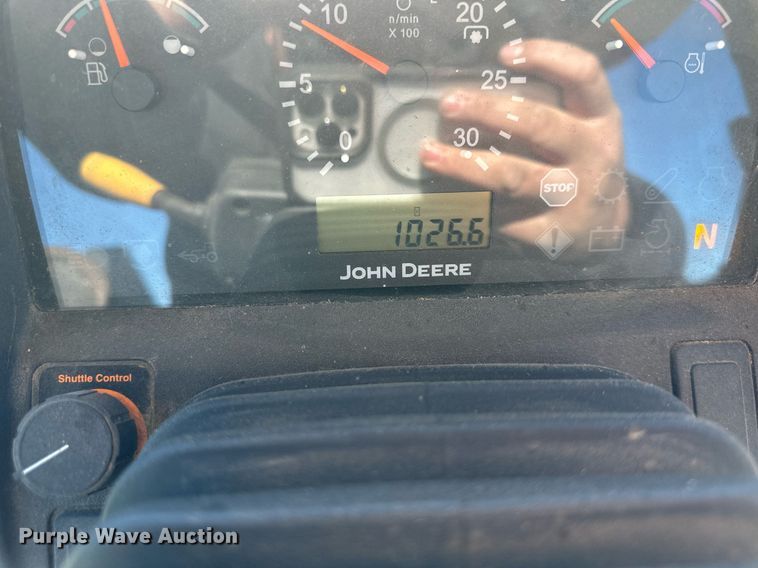 10 n/min 20
X 100
5 25
0 30
STOP
1026.6
N
JOHN DEERE
Shuttle Control
Purple Wave Auction